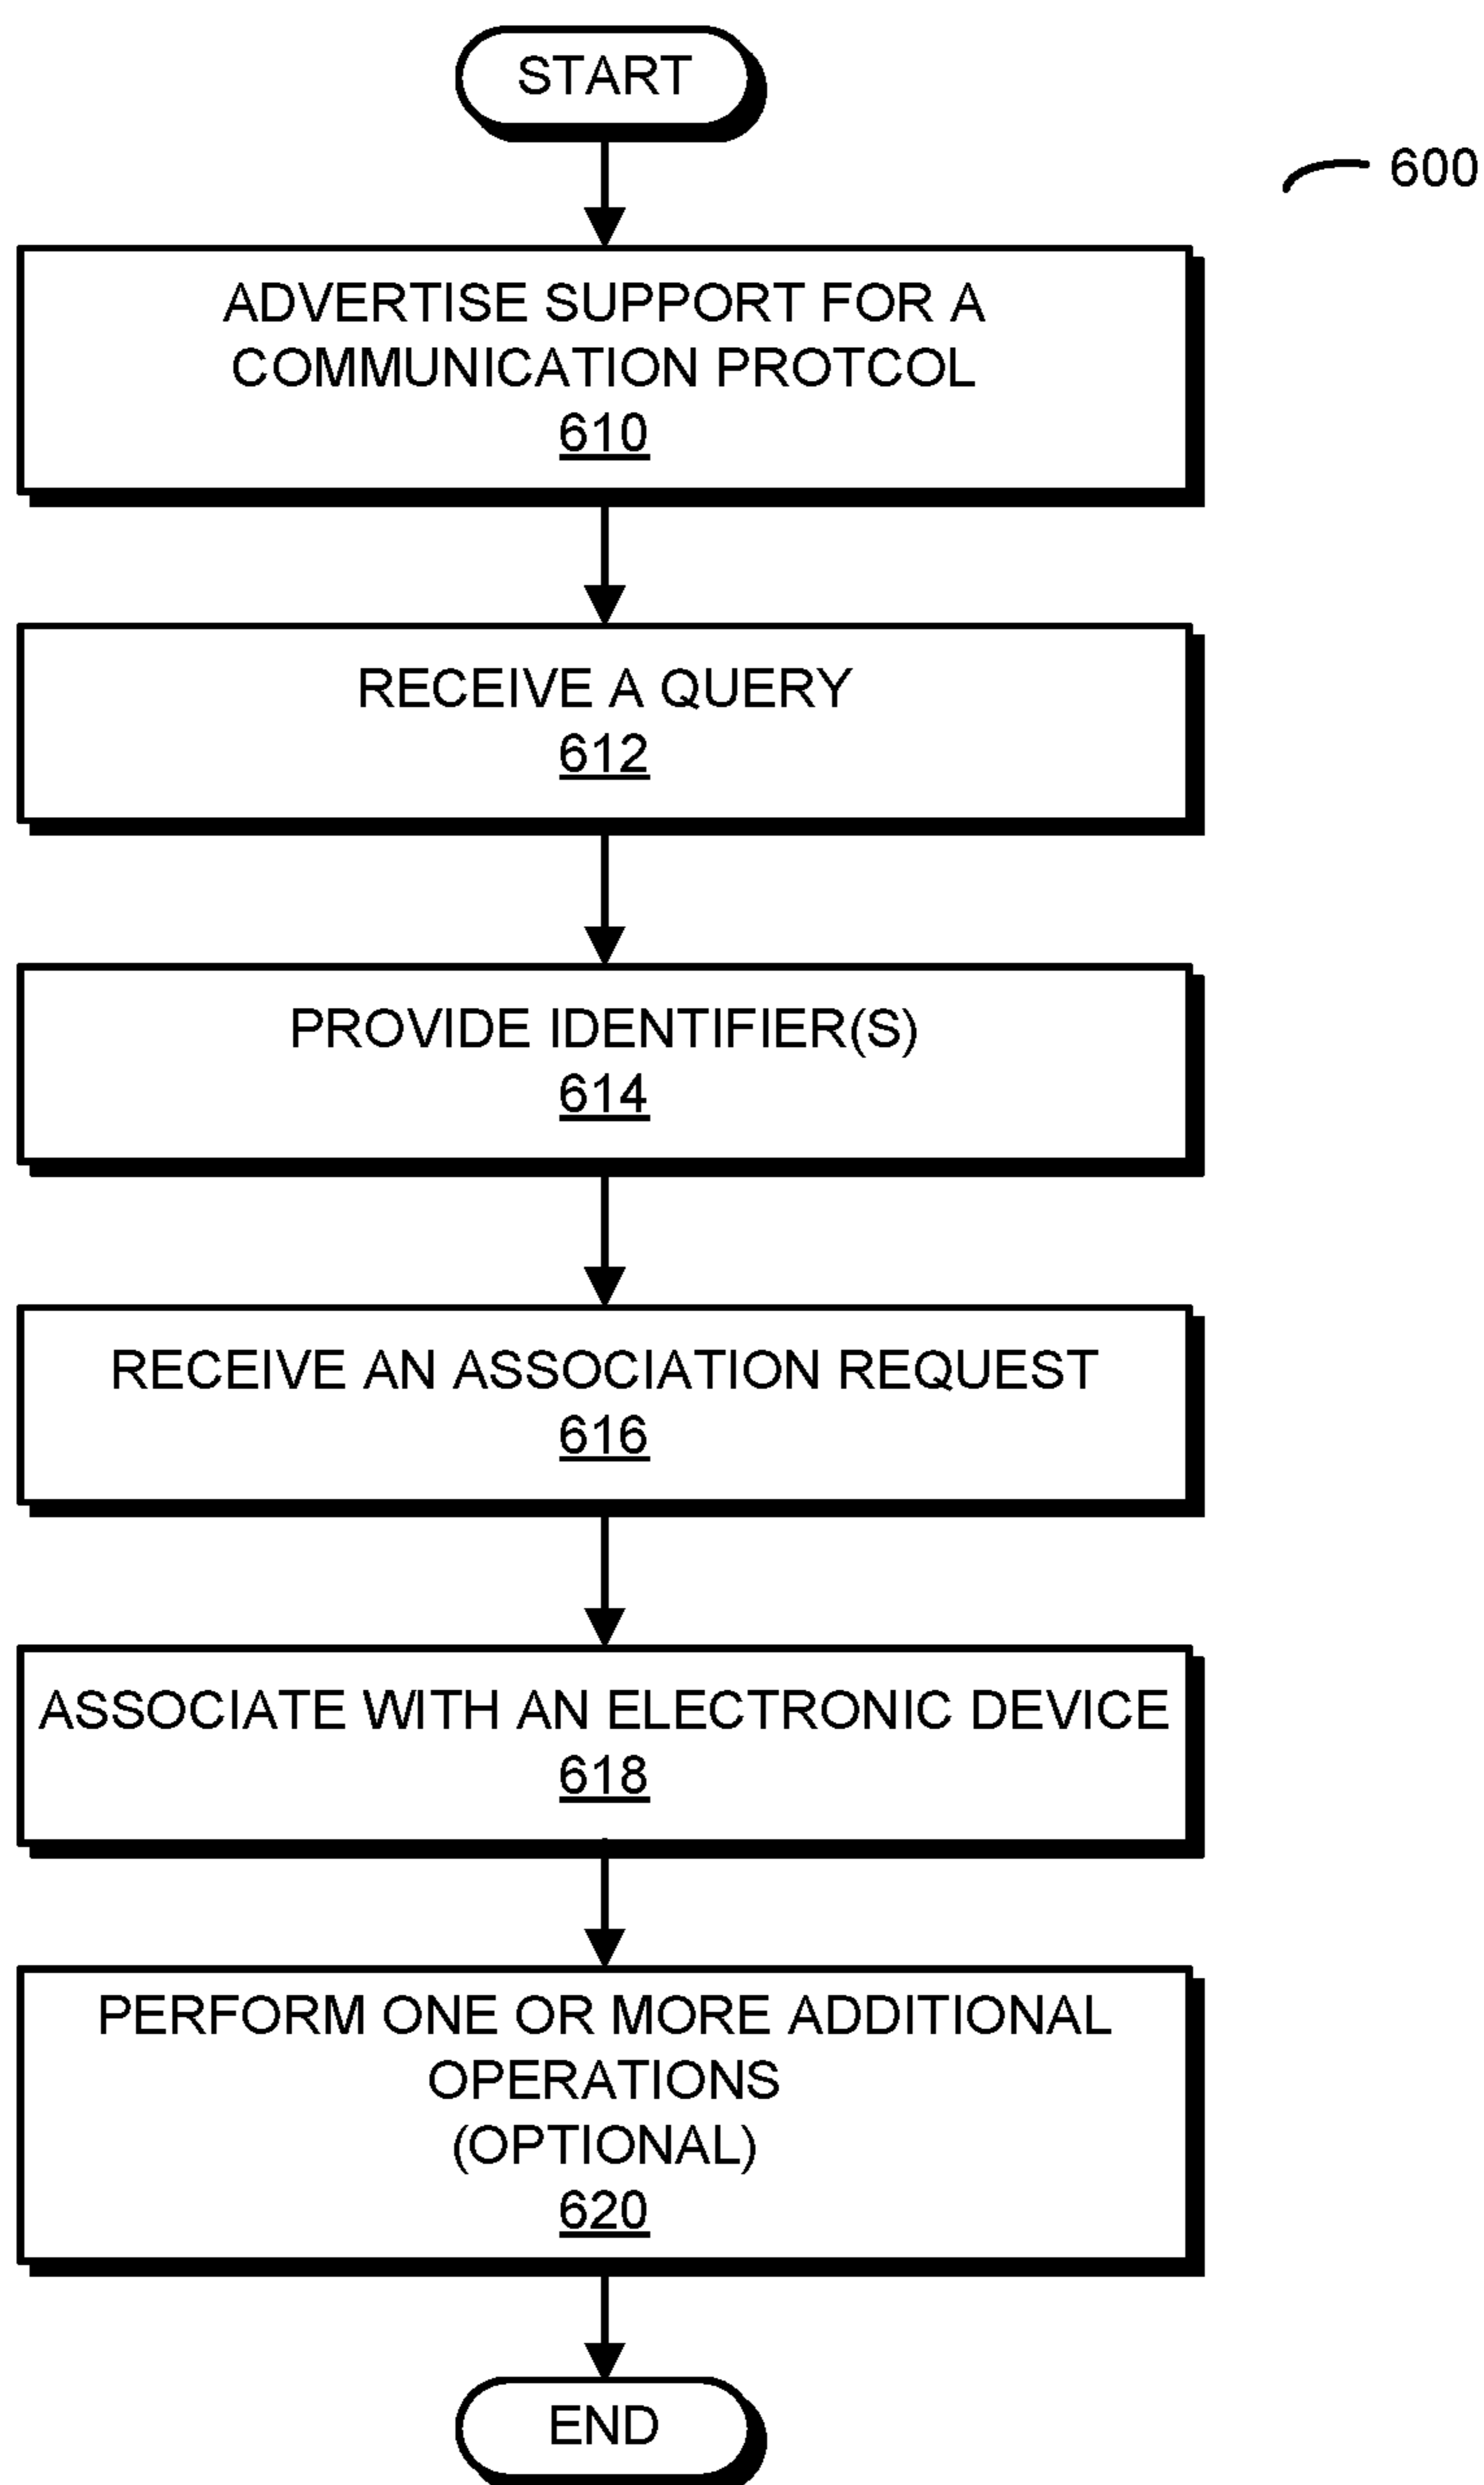 START
600
ADVERTISE SUPPORT FOR A
COMMUNICATION PROTCOL
610
RECEIVE A QUERY
612
PROVIDE IDENTIFIER(S)
614
RECEIVE AN ASSOCIATION REQUEST
616
ASSOCIATE WITH AN ELECTRONIC DEVICE
618
PERFORM ONE OR MORE ADDITIONAL
OPERATIONS
(OPTIONAL)
620
END